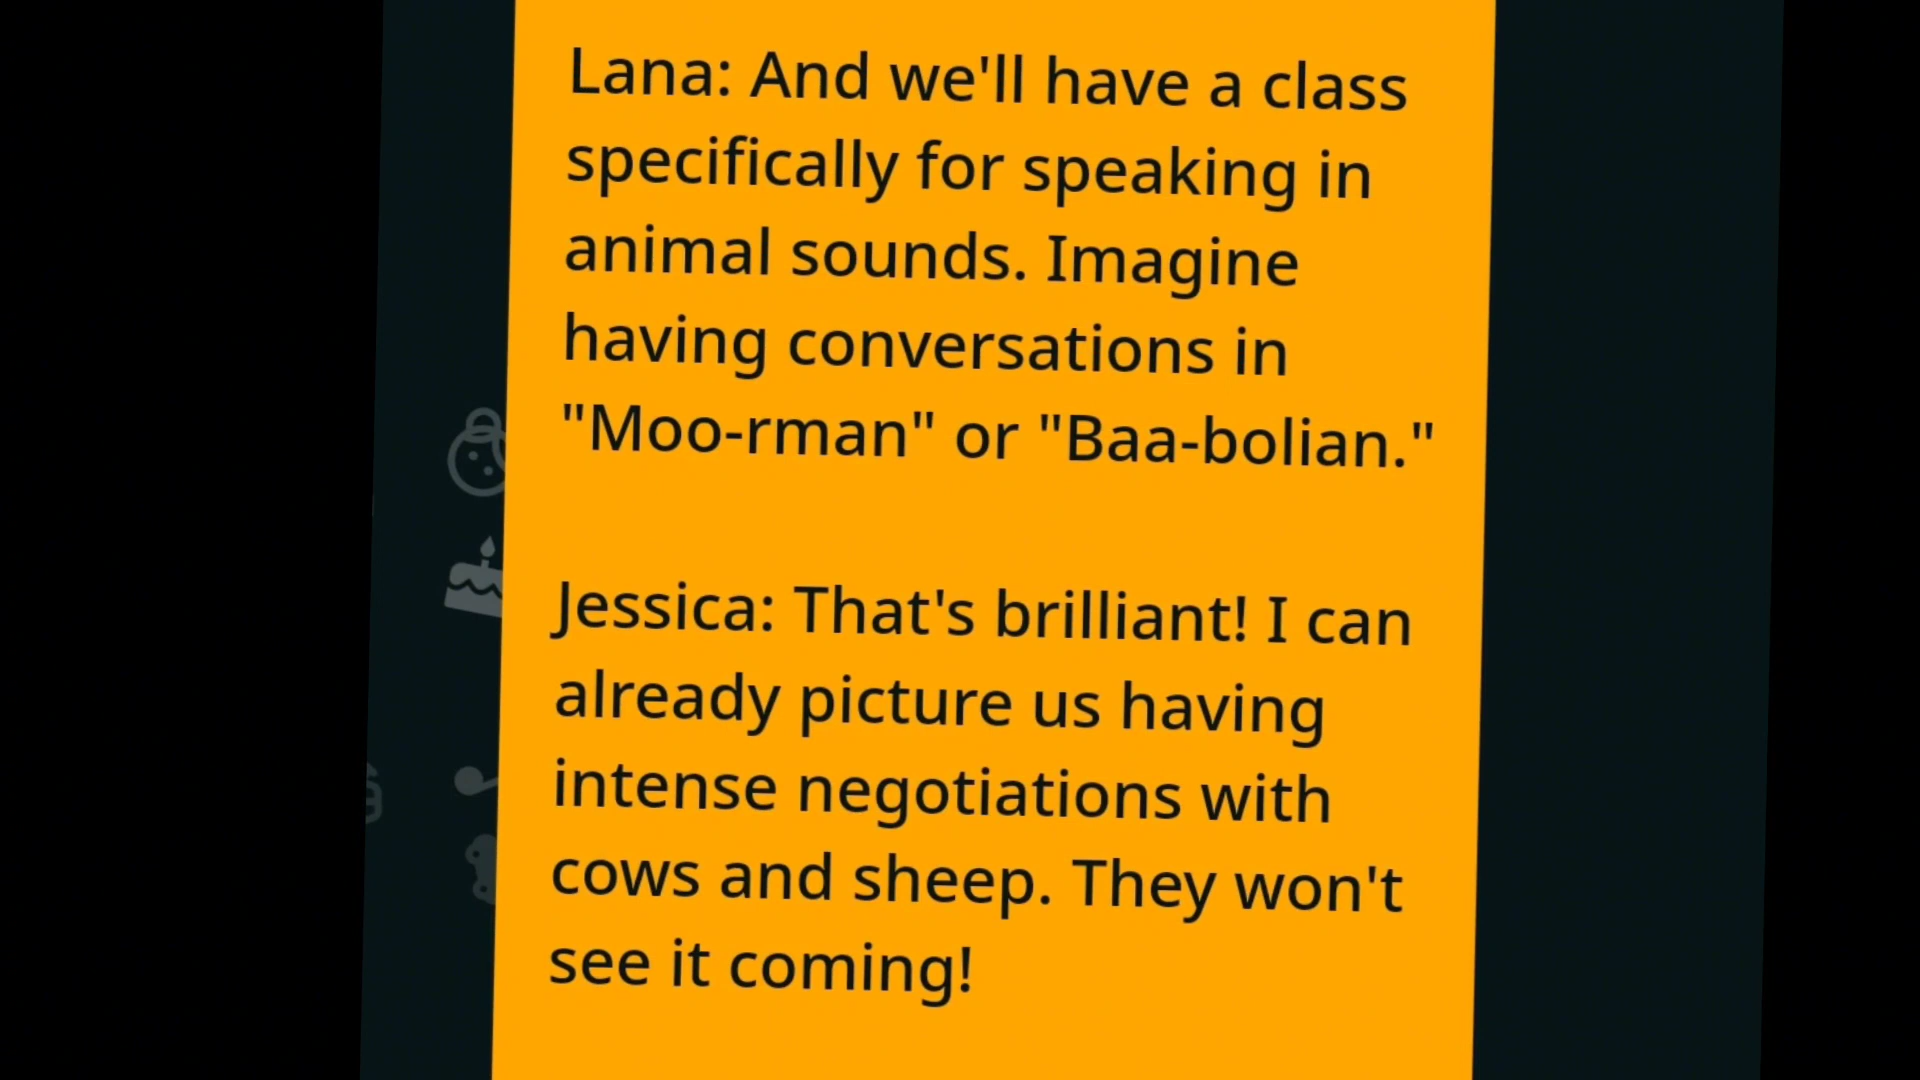 Lana: And we'll have a class
specifically for speaking in
animal sounds. Imagine
having conversations in
"Moo-rman" or "Baa-bolian."
Jessica: That's brilliant! I can
already picture us having
intense negotiations with
cows and sheep. They won't
see it coming!